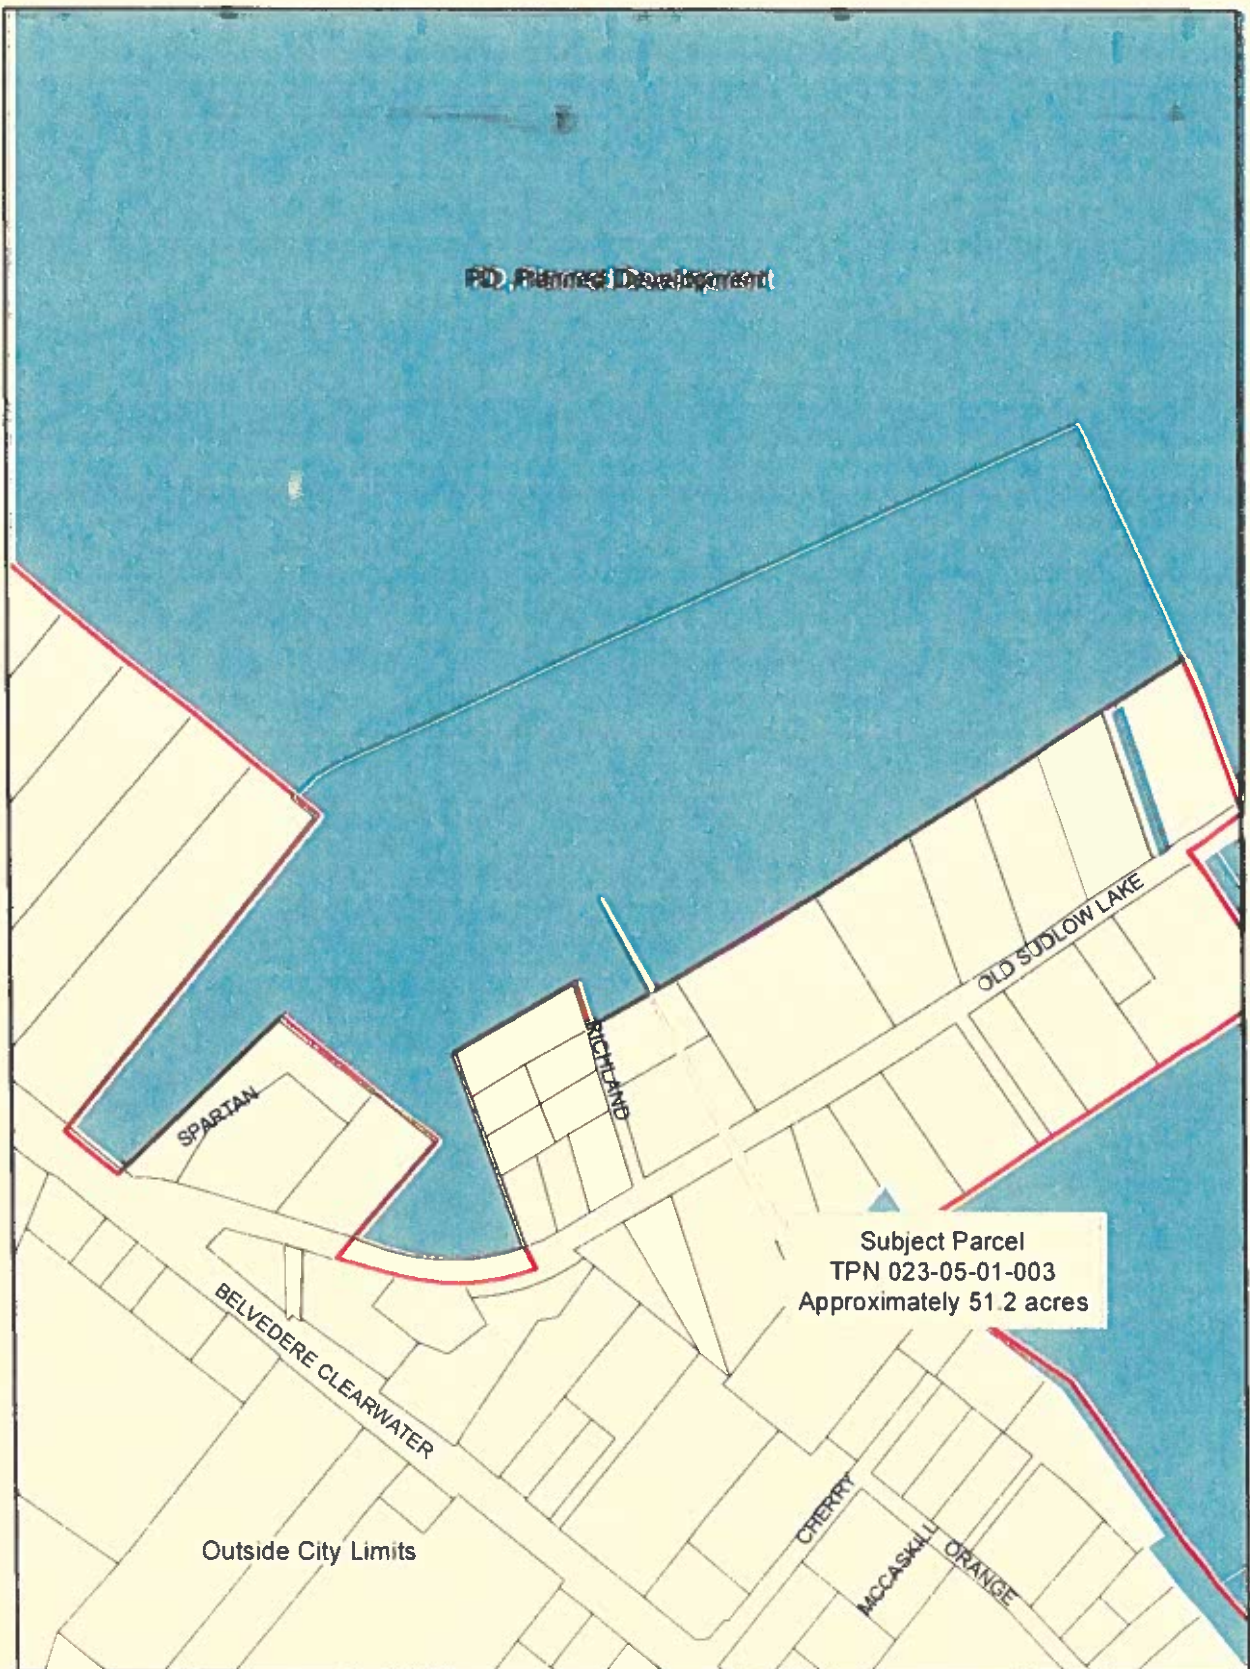 PD, Planned Development
OLD SUDLOW LAKE
RICHLAND
SPARTAN
Subject Parcel
TPN 023-05-01-003
Approximately 51.2 acres
BELVEDERE CLEARWATER
CHERRY
MCCASKILL
ORANGE
Outside City Limits